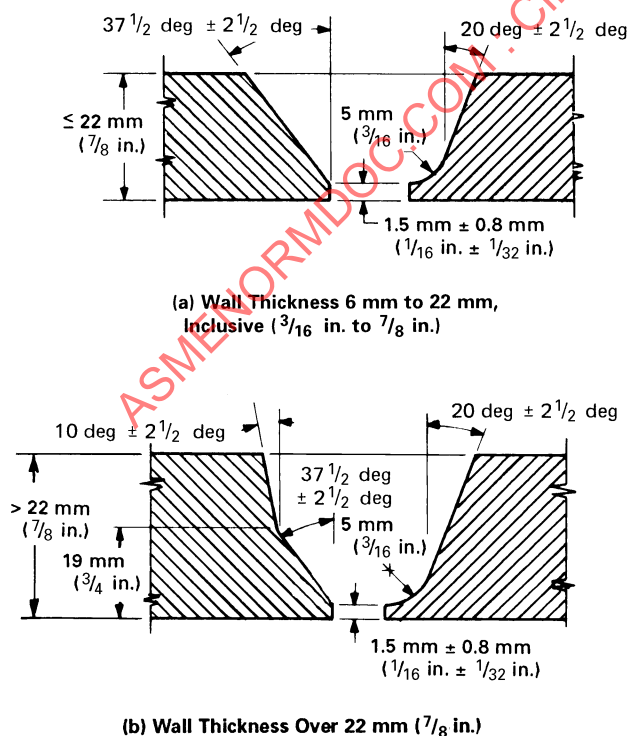 37 1/2 deg ± 2 1/2 deg
20 deg ± 2 1/2 deg
≤ 22 mm
(7/8 in.)
5 mm
(3/16 in.)
1.5 mm ± 0.8 mm
(1/16 in. ± 1/32 in.)
(a) Wall Thickness 6 mm to 22 mm,
Inclusive (3/16 in. to 7/8 in.)
10 deg ± 2 1/2 deg
20 deg ± 2 1/2 deg
37 1/2 deg
± 2 1/2 deg
> 22 mm
(7/8 in.)
5 mm
(3/16 in.)
19 mm
(3/4 in.)
1.5 mm ± 0.8 mm
(1/16 in. ± 1/32 in.)
(b) Wall Thickness Over 22 mm (7/8 in.)
ASMENORMDOC.COM :